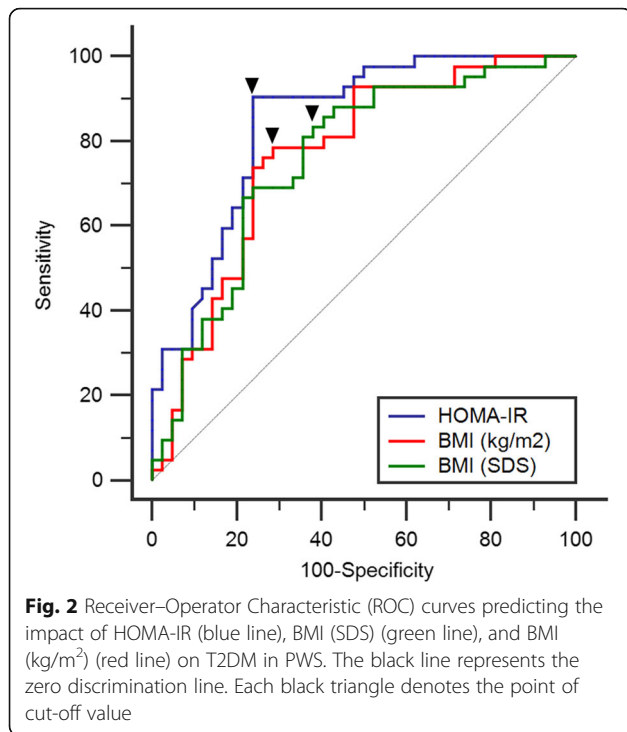 100
80
60
40
20
0
Sensitivity
HOMA-IR
BMI (kg/m2)
BMI (SDS)
0 20 40 60 80 100
100-Specificity
Fig. 2 Receiver–Operator Characteristic (ROC) curves predicting the
impact of HOMA-IR (blue line), BMI (SDS) (green line), and BMI
(kg/m²) (red line) on T2DM in PWS. The black line represents the
zero discrimination line. Each black triangle denotes the point of
cut-off value